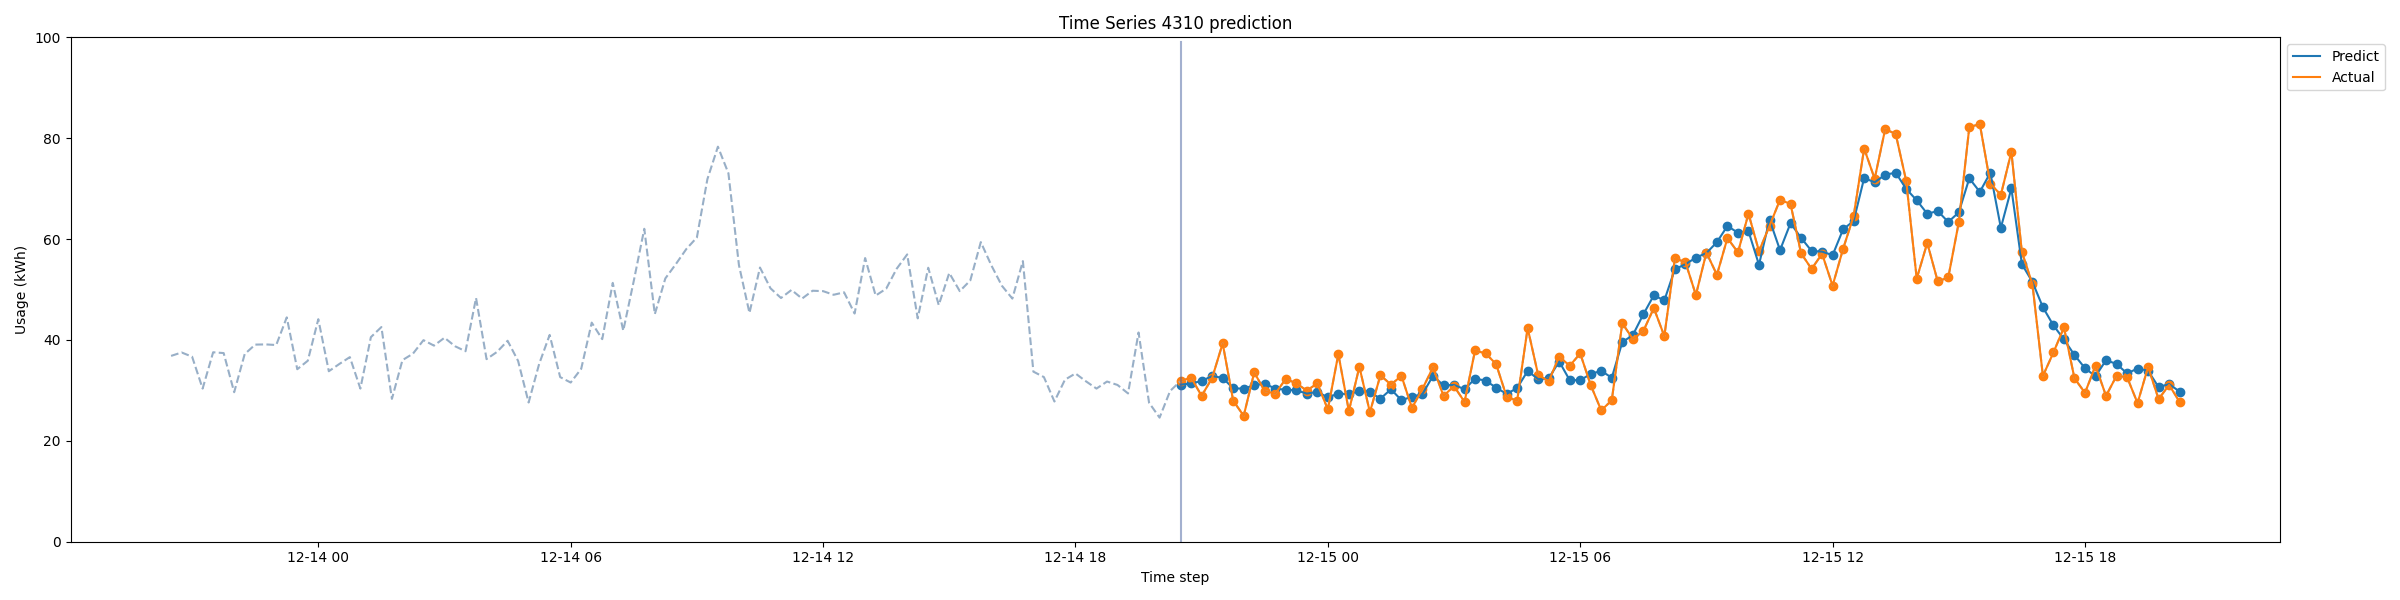 Time Series 4310 prediction
Predict
Actual
Usage (kWh)
100
80
60
40
20
0
12-14 00
12-14 06
12-14 12
12-14 18
12-15 00
12-15 06
12-15 12
12-15 18
Time step